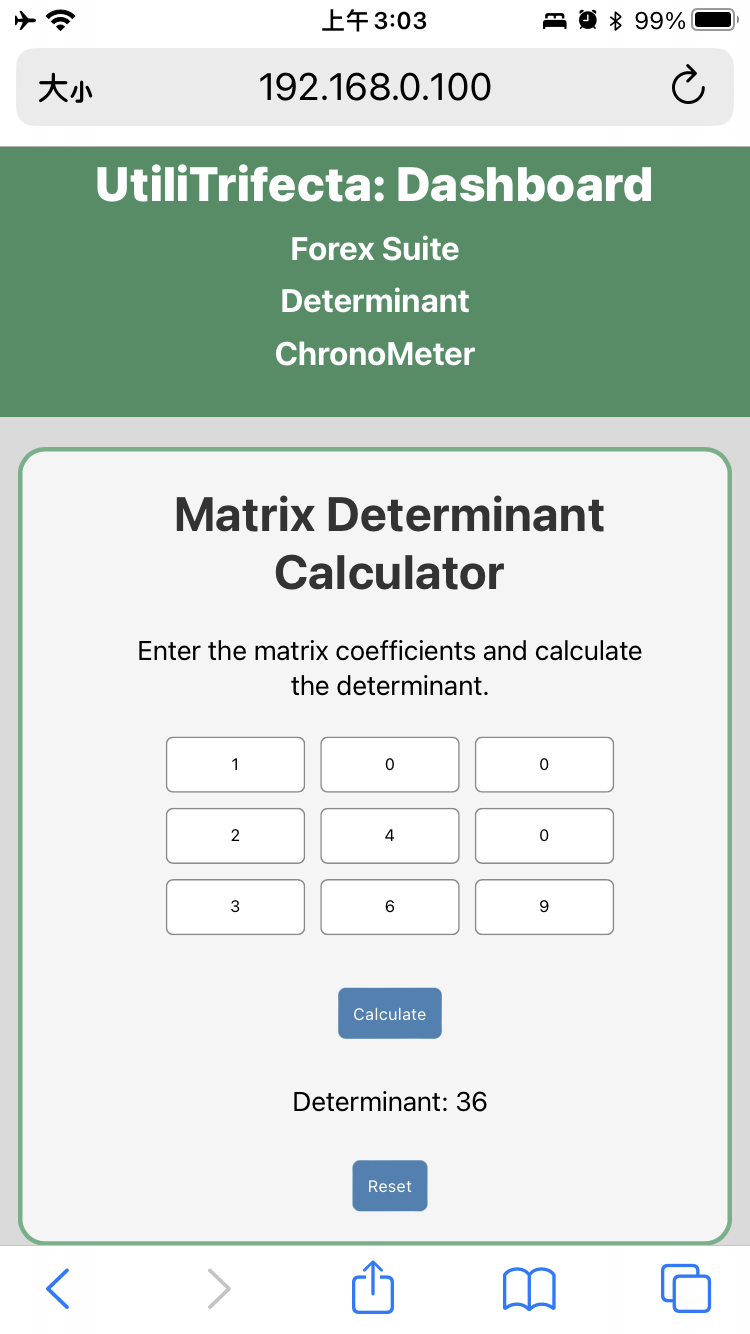 上午3:03
99%
大小
192.168.0.100
UtiliTrifecta: Dashboard
Forex Suite
Determinant
ChronoMeter
Matrix Determinant
Calculator
Enter the matrix coefficients and calculate
the determinant.
1 0 0
2 4 0
3 6 9
Calculate
Determinant: 36
Reset